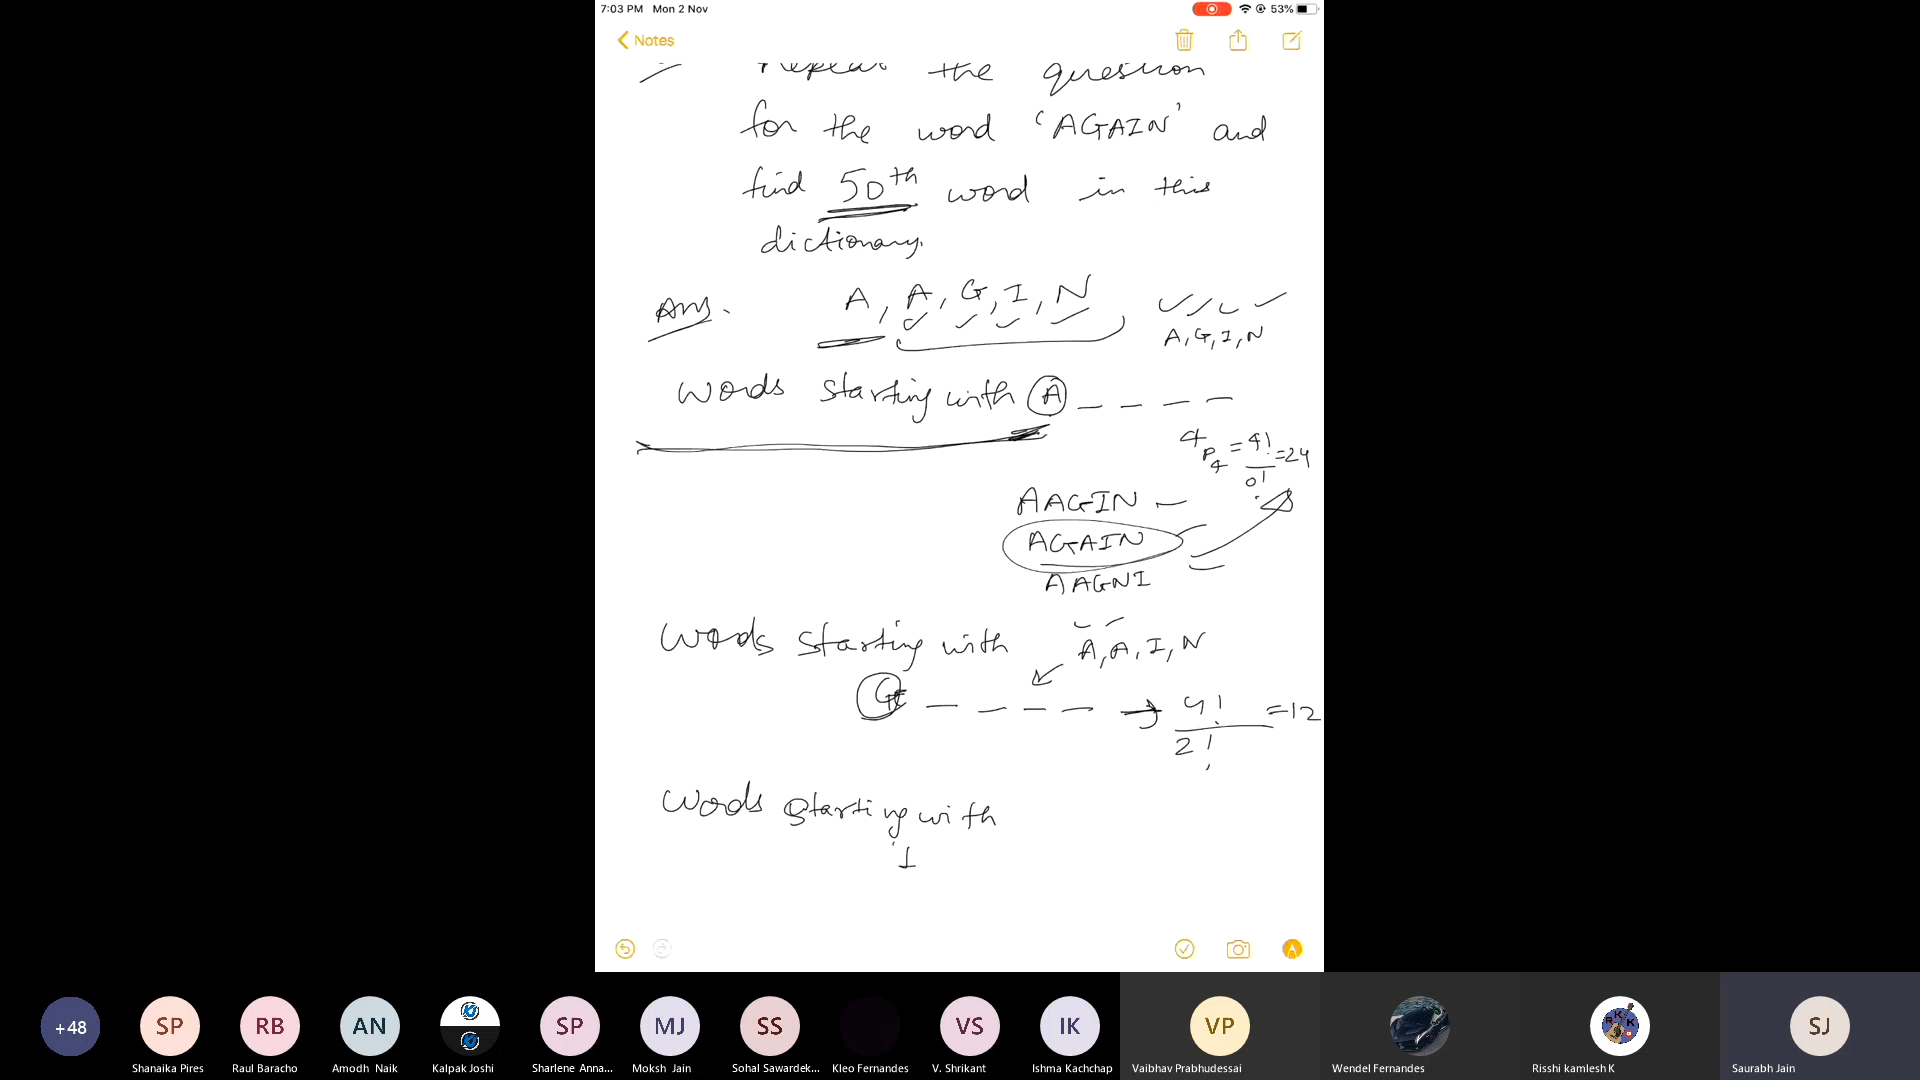 7:03 PM Mon 2 Nov
53%
Notes
Repeat the question
for the word 'AGAIN' and
find 50th word in this
dictionary.
Ans. A, A, G, I, N
A, G, I, N
words starting with A _ _ _ _
4P4 = 4!/0! = 24
AAGIN
AGAIN
AAGNI
words starting with A, A, I, N
G _ _ _ _ → 4!/2! = 12
words starting with
I
+48
SP
RB
AN
SP
MJ
SS
VS
IK
VP
SJ
Shanaika Pires
Raul Baracho
Amodh Naik
Kalpak Joshi
Sharlene Anna...
Moksh Jain
Sohal Sawardek...
Kleo Fernandes
V. Shrikant
Ishma Kachchap
Vaibhav Prabhudessai
Wendel Fernandes
Risshi kamlesh K
Saurabh Jain